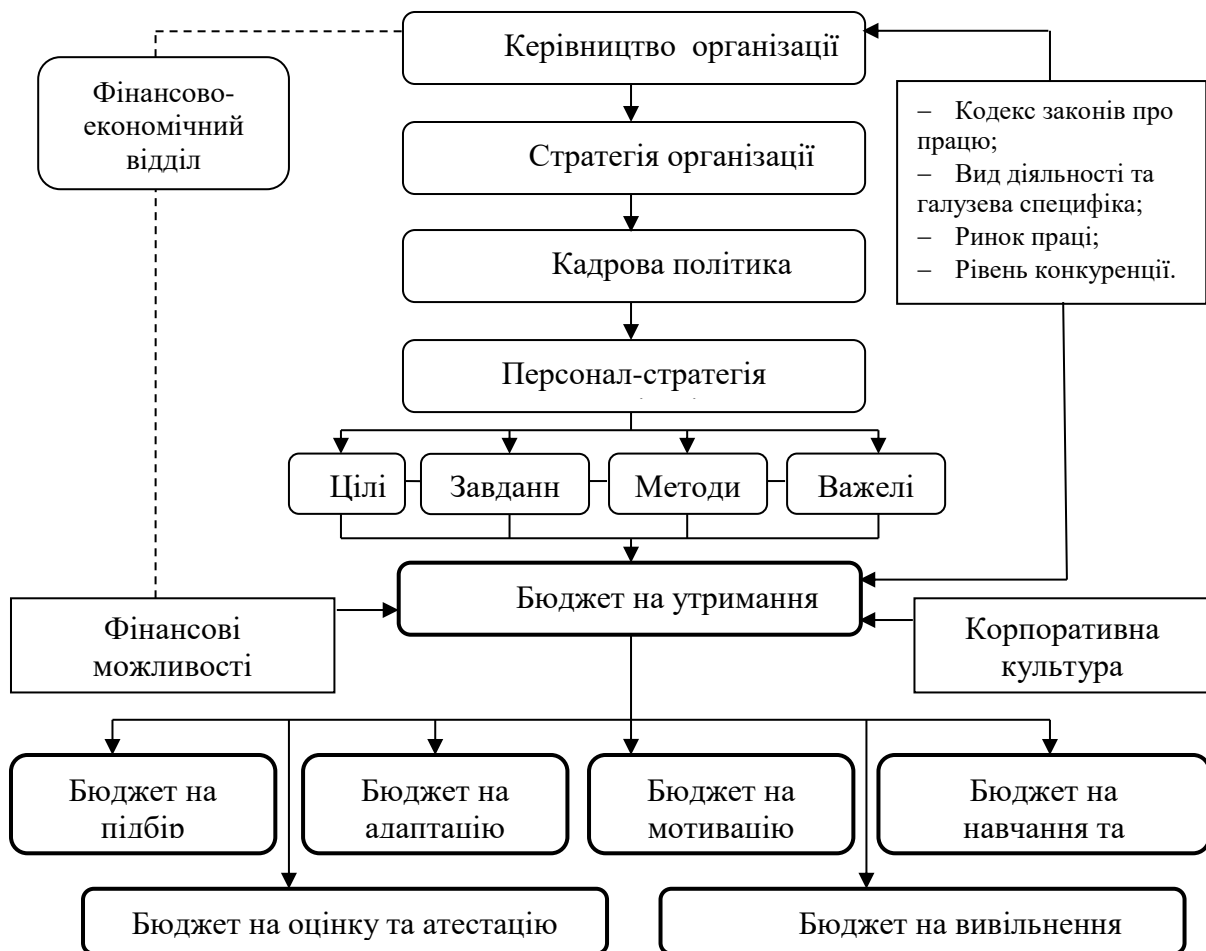 Керівництво організації
Фінансово-
економічний
відділ
– Кодекс законів про
працю;
– Вид діяльності та
галузева специфіка;
– Ринок праці;
– Рівень конкуренції.
Стратегія організації
Кадрова політика
Персонал-стратегія
Цілі
Завданн
Методи
Важелі
Бюджет на утримання
Фінансові
можливості
Корпоративна
культура
Бюджет на
підбір
Бюджет на
адаптацію
Бюджет на
мотивацію
Бюджет на
навчання та
Бюджет на оцінку та атестацію
Бюджет на вивільнення